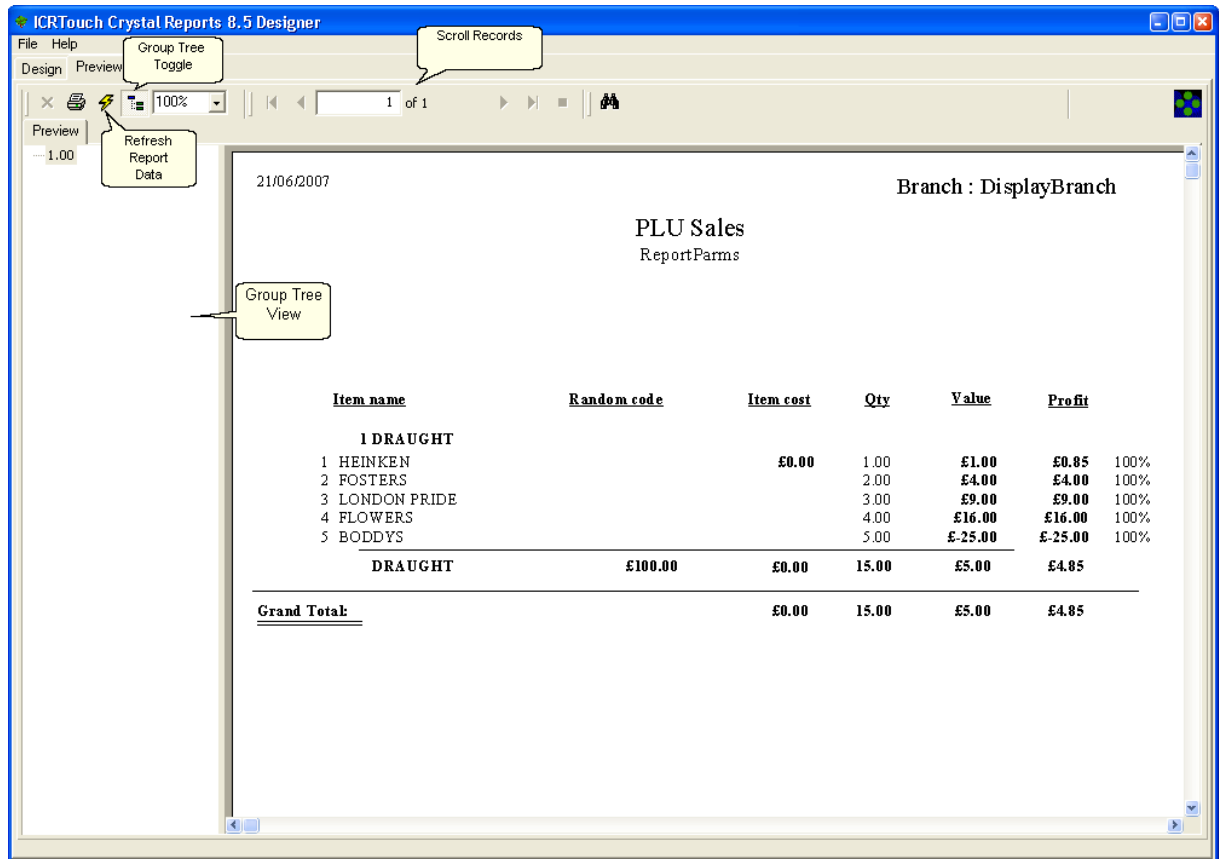 ICRTouch Crystal Reports 8.5 Designer
File Help
Design Preview
Group Tree
Toggle
Scroll Records
100%
1 of 1
Preview
Refresh
Report
Data
1.00
21/06/2007
Branch : DisplayBranch
PLU Sales
ReportParms
Group Tree
View
Item name Random code Item cost Qty Value Profit
1 DRAUGHT
1 HEINKEN £0.00 1.00 £1.00 £0.85 100%
2 FOSTERS 2.00 £4.00 £4.00 100%
3 LONDON PRIDE 3.00 £9.00 £9.00 100%
4 FLOWERS 4.00 £16.00 £16.00 100%
5 BODDYS 5.00 £-25.00 £-25.00 100%
DRAUGHT £100.00 £0.00 15.00 £5.00 £4.85
Grand Total: £0.00 15.00 £5.00 £4.85